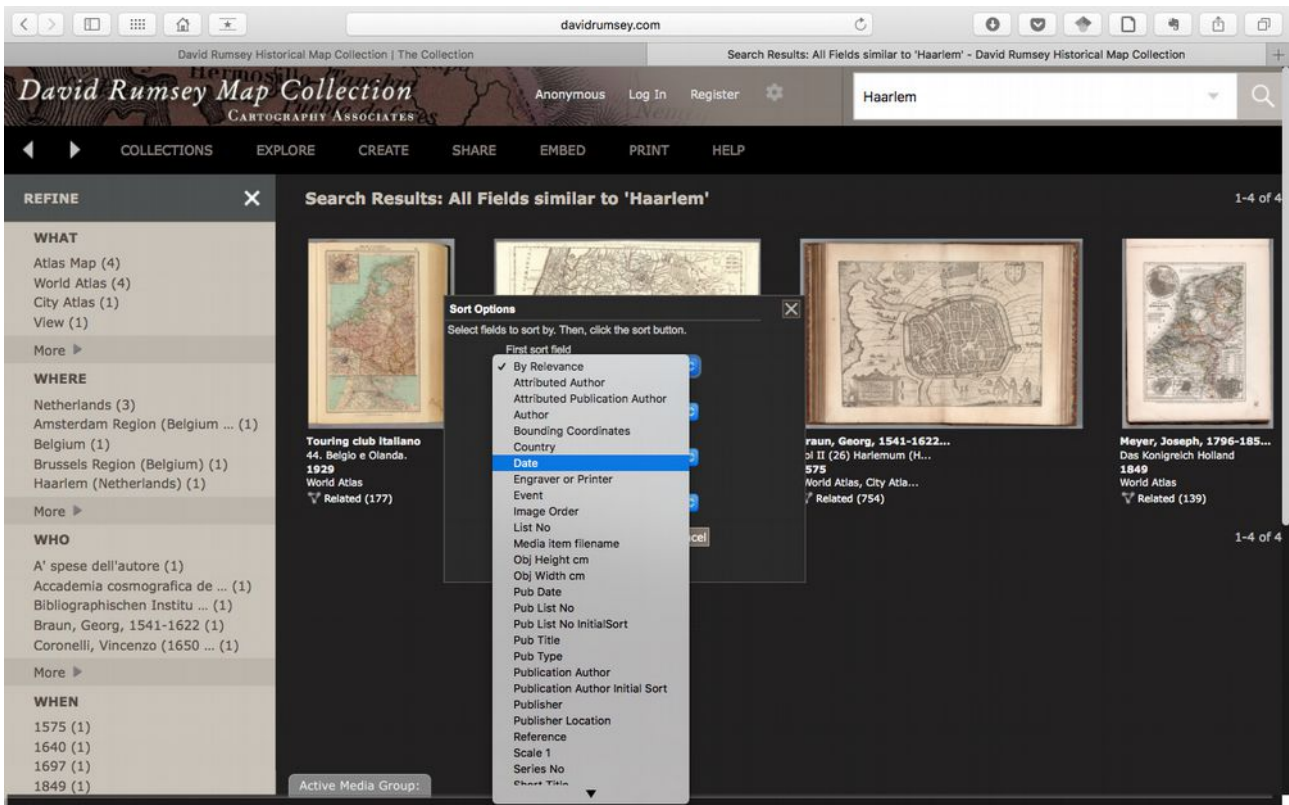 davidrumsey.com
David Rumsey Historical Map Collection | The Collection
Search Results: All Fields similar to 'Haarlem' - David Rumsey Historical Map Collection
David Rumsey Map Collection
CARTOGRAPHY ASSOCIATES
Anonymous Log In Register
Haarlem
COLLECTIONS EXPLORE CREATE SHARE EMBED PRINT HELP
REFINE
WHAT
Atlas Map (4)
World Atlas (4)
City Atlas (1)
View (1)
More
WHERE
Netherlands (3)
Amsterdam Region (Belgium ... (1)
Belgium (1)
Brussels Region (Belgium) (1)
Haarlem (Netherlands) (1)
More
WHO
A' spese dell'autore (1)
Accademia cosmografica de ... (1)
Bibliographischen Institu ... (1)
Braun, Georg, 1541-1622 (1)
Coronelli, Vincenzo (1650 ... (1)
More
WHEN
1575 (1)
1640 (1)
1697 (1)
1849 (1)
Search Results: All Fields similar to 'Haarlem'
1-4 of 4
Touring club Italiano
44. Belgio e Olanda.
1929
World Atlas
Related (177)
Sort Options
Select fields to sort by. Then, click the sort button.
First sort field
✓ By Relevance
Attributed Author
Attributed Publication Author
Author
Bounding Coordinates
Country
Date
Engraver or Printer
Event
Image Order
List No
Media item filename
Obj Height cm
Obj Width cm
Pub Date
Pub List No
Pub List No InitialSort
Pub Title
Pub Type
Publication Author
Publication Author Initial Sort
Publisher
Publisher Location
Reference
Scale 1
Series No
Short Title
cel
raun, Georg, 1541-1622...
ol II (26) Harlemum (H...
575
World Atlas, City Atla...
Related (754)
Meyer, Joseph, 1796-185...
Das Konigreich Holland
1849
World Atlas
Related (139)
1-4 of 4
Active Media Group: